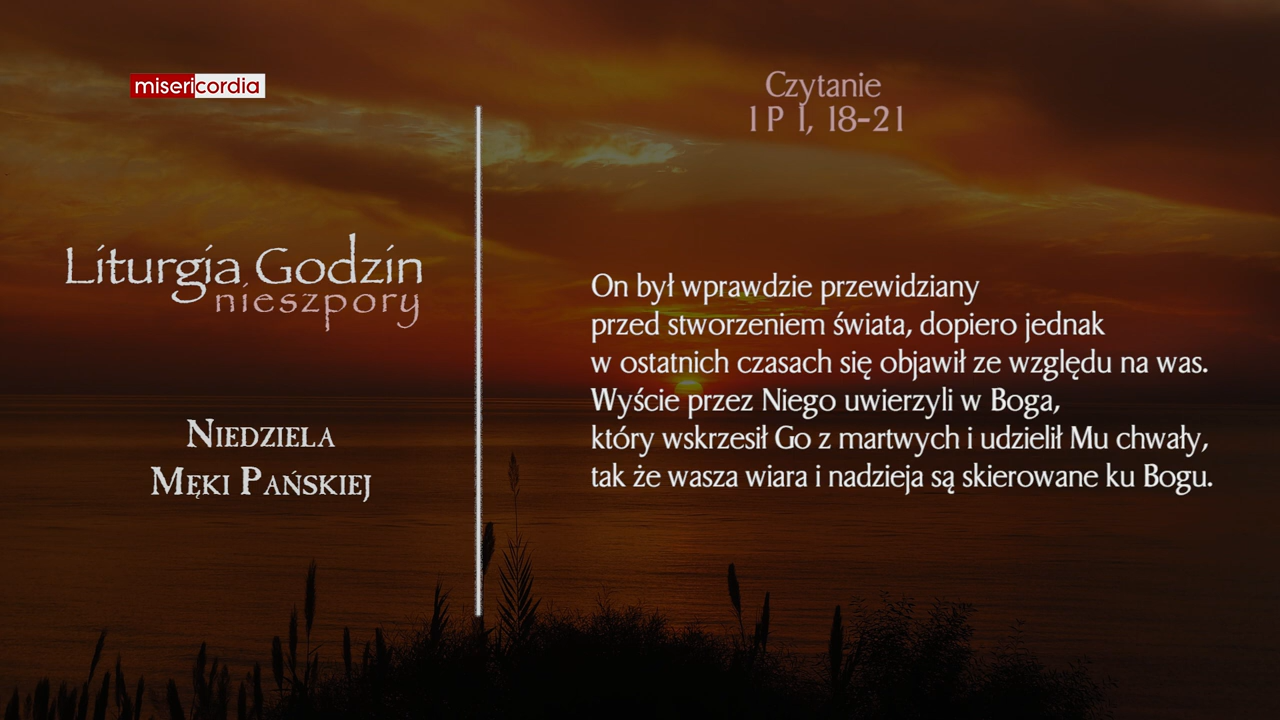 misericordia
Liturgia Godzin
nieszpory
Niedziela
Męki Pańskiej
Czytanie
1 P 1, 18-21
On był wprawdzie przewidziany
przed stworzeniem świata, dopiero jednak
w ostatnich czasach się objawił ze względu na was.
Wyście przez Niego uwierzyli w Boga,
który wskrzesił Go z martwych i udzielił Mu chwały,
tak że wasza wiara i nadzieja są skierowane ku Bogu.